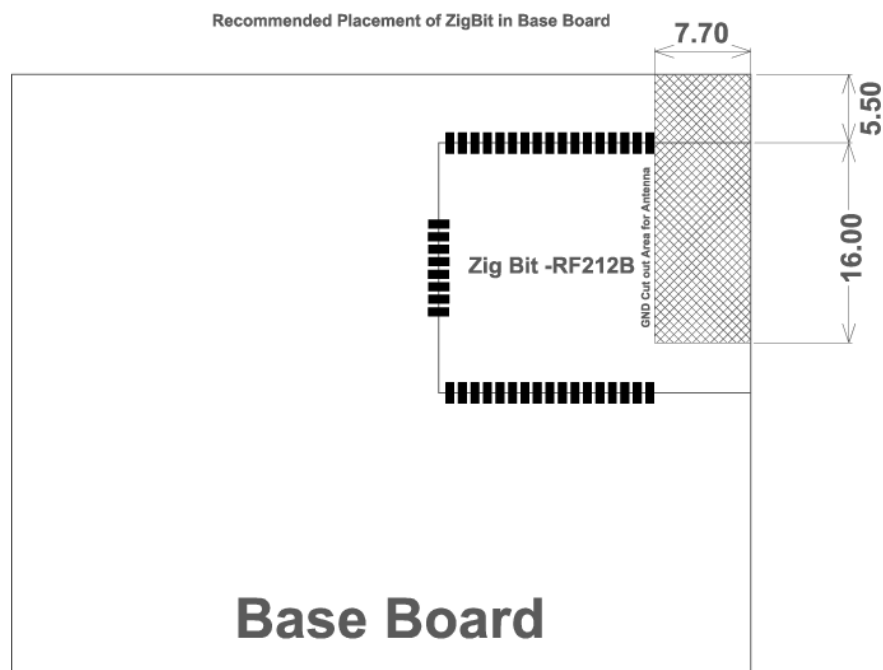 Recommended Placement of ZigBit in Base Board
7.70
5.50
16.00
GND Cut out Area for Antenna
Zig Bit -RF212B
Base Board